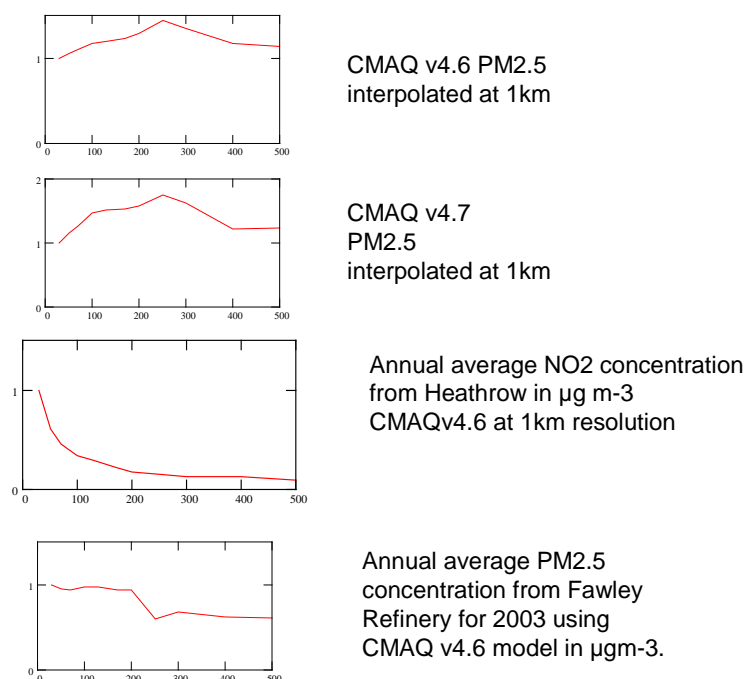 1
0
0 100 200 300 400 500
CMAQ v4.6 PM2.5
interpolated at 1km
2
1
0
0 100 200 300 400 500
CMAQ v4.7
PM2.5
interpolated at 1km
1
0
0 100 200 300 400 500
Annual average NO2 concentration
from Heathrow in µg m-3
CMAQv4.6 at 1km resolution
1
0
0 100 200 300 400 500
Annual average PM2.5
concentration from Fawley
Refinery for 2003 using
CMAQ v4.6 model in µgm-3.